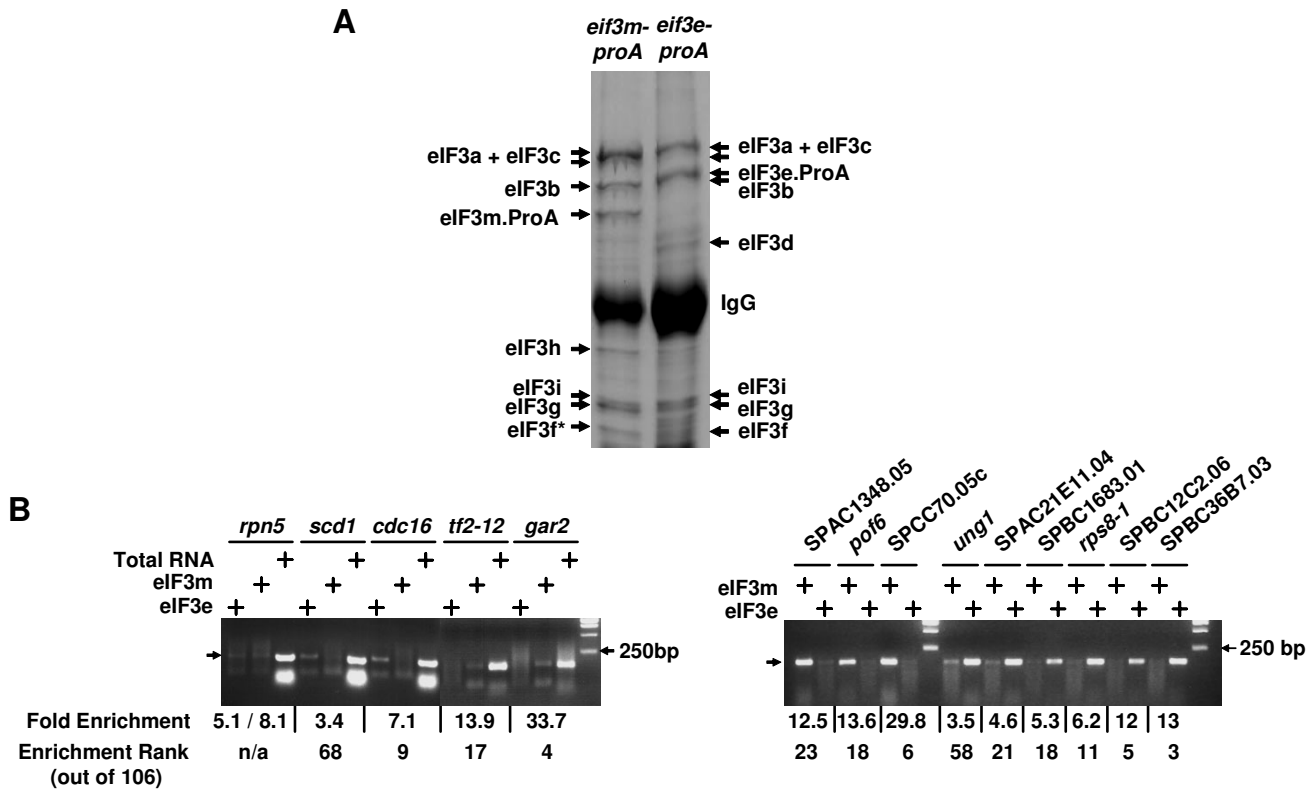 A
eif3m- eif3e-
proA proA
eIF3a + eIF3c
eIF3b
eIF3m.ProA
eIF3h
eIF3i
eIF3g
eIF3f*
eIF3a + eIF3c
eIF3e.ProA
eIF3b
eIF3d
IgG
eIF3i
eIF3g
eIF3f
B
rpn5 scd1 cdc16 tf2-12 gar2
Total RNA + + + + +
eIF3m + + + + +
eIF3e + + + + +
250bp
Fold Enrichment 5.1 / 8.1 3.4 7.1 13.9 33.7
Enrichment Rank n/a 68 9 17 4
(out of 106)
SPAC1348.05 pof6 SPCC70.05c ung1 SPAC21E11.04 SPBC1683.01 rps8-1 SPBC12C2.06 SPBC36B7.03
eIF3m + + + + + + + + +
eIF3e + + + + + + + + +
250 bp
12.5 13.6 29.8 3.5 4.6 5.3 6.2 12 13
23 18 6 58 21 18 11 5 3